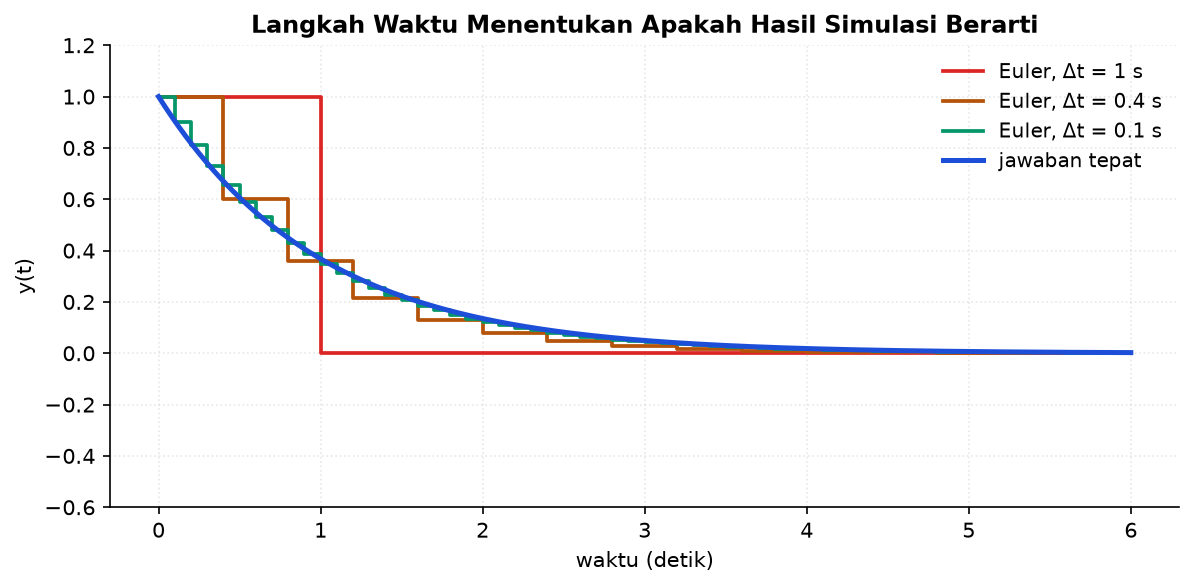 Langkah Waktu Menentukan Apakah Hasil Simulasi Berarti
Euler, Δt = 1 s
Euler, Δt = 0.4 s
Euler, Δt = 0.1 s
jawaban tepat
y(t)
1.2
1.0
0.8
0.6
0.4
0.2
0.0
−0.2
−0.4
−0.6
0 1 2 3 4 5 6
waktu (detik)